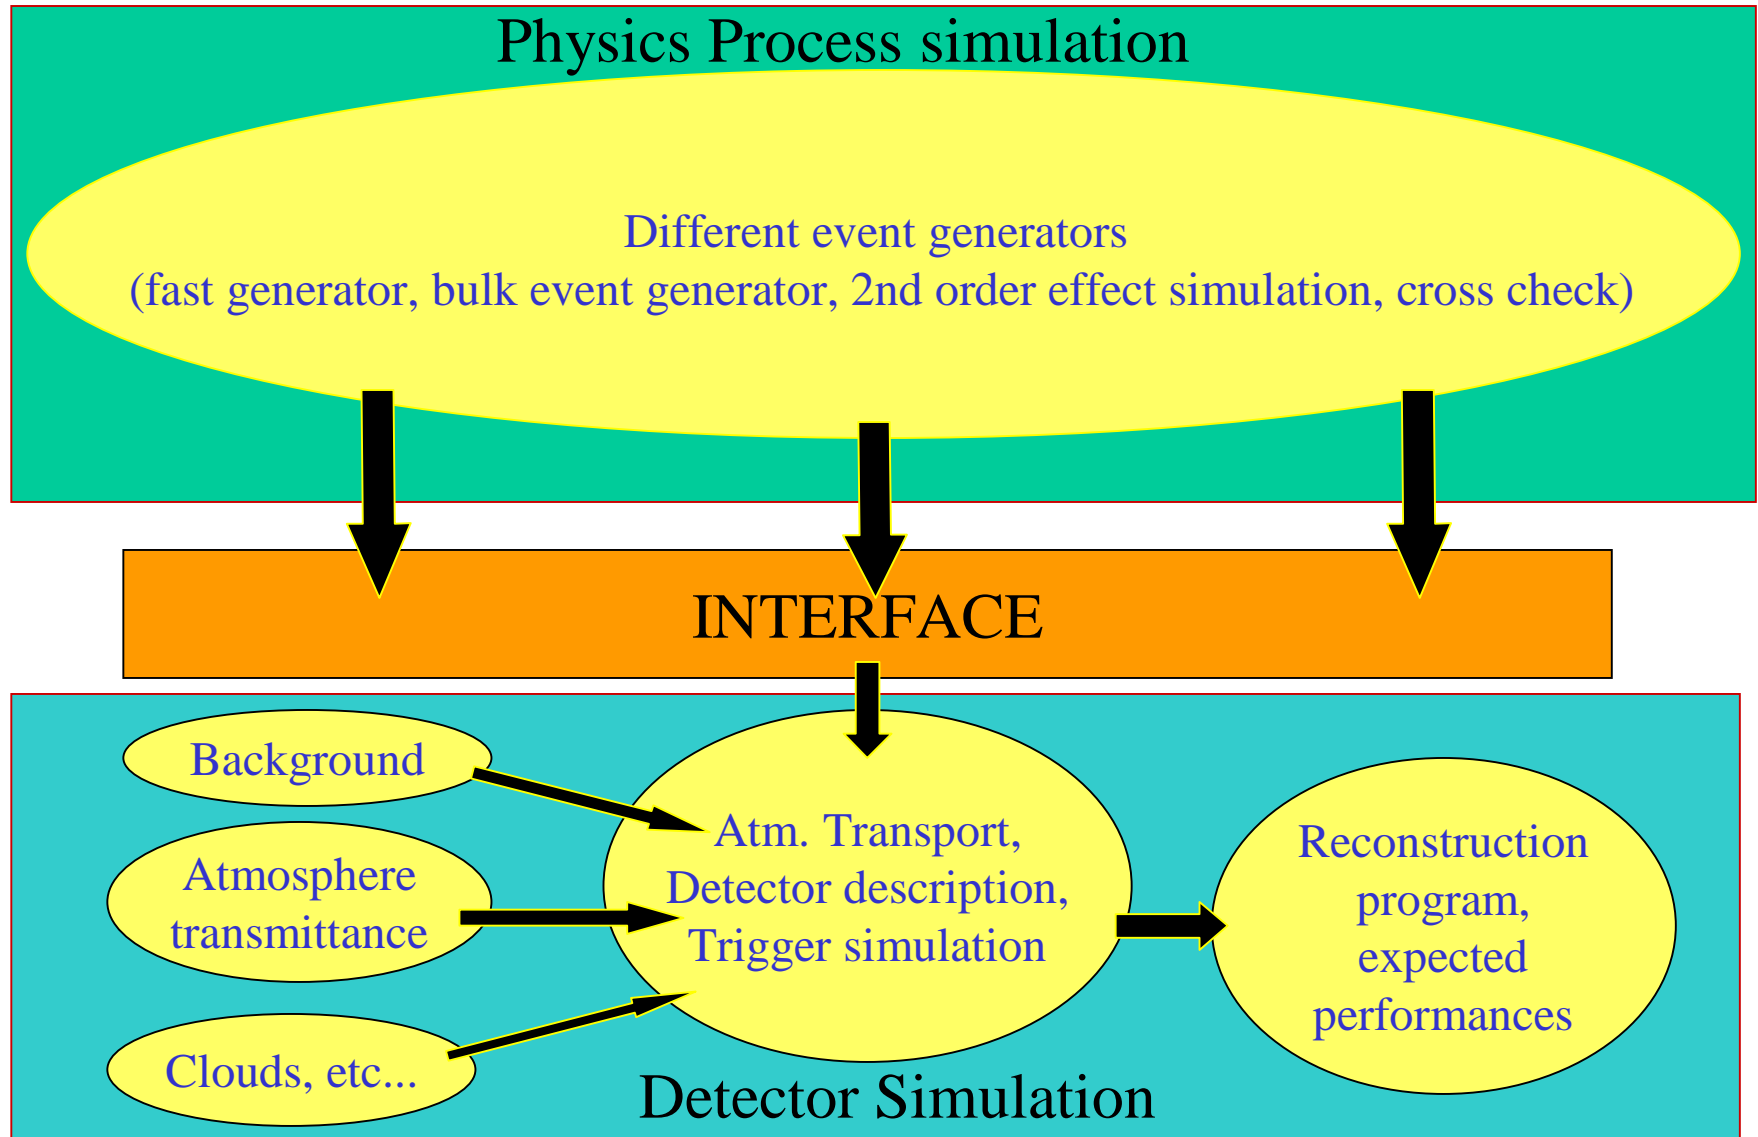 Physics Process simulation
Different event generators
(fast generator, bulk event generator, 2nd order effect simulation, cross check)
INTERFACE
Background
Atmosphere
transmittance
Clouds, etc...
Atm. Transport,
Detector description,
Trigger simulation
Reconstruction
program,
expected
performances
Detector Simulation